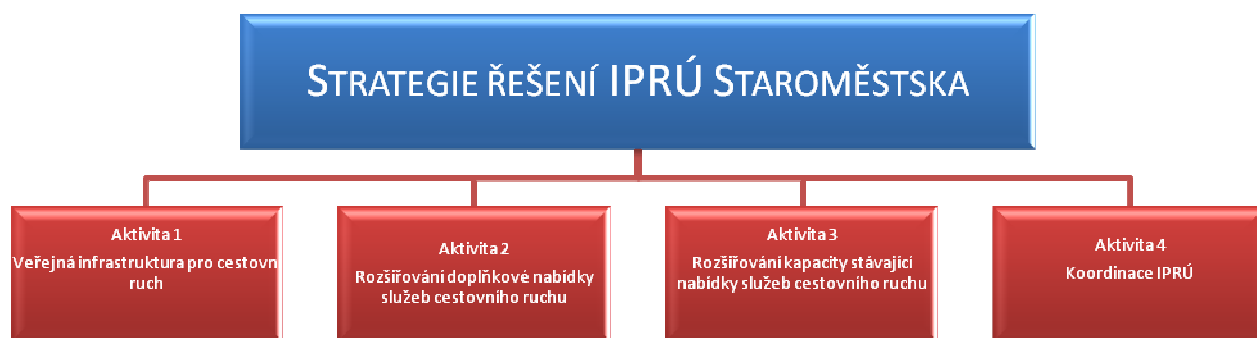 STRATEGIE ŘEŠENÍ IPRÚ STAROMĚSTSKA
Aktivita 1
Veřejná infrastruktura pro cestovn
ruch
Aktivita 2
Rozšiřování doplňkové nabídky
služeb cestovního ruchu
Aktivita 3
Rozšiřování kapacity stávající
nabídky služeb cestovního ruchu
Aktivita 4
Koordinace IPRÚ